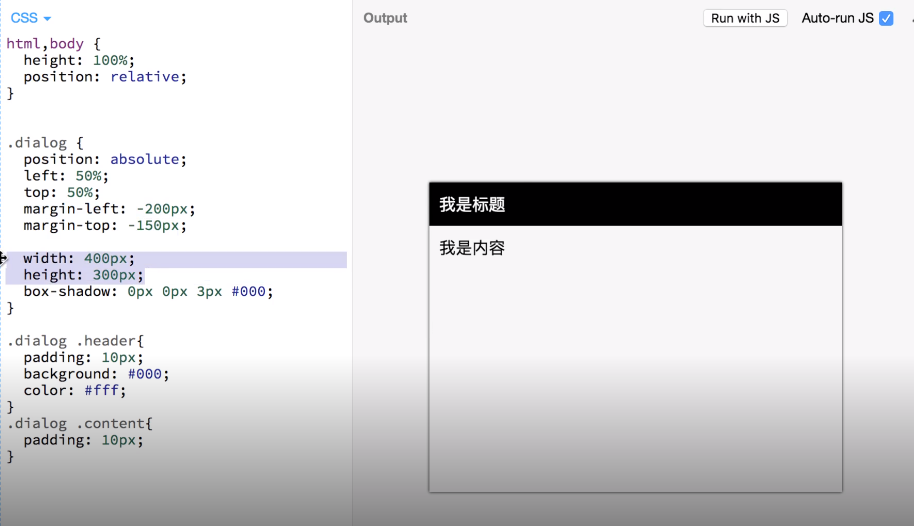 CSS
html,body {
  height: 100%;
  position: relative;
}
.dialog {
  position: absolute;
  left: 50%;
  top: 50%;
  margin-left: -200px;
  margin-top: -150px;
  width: 400px;
  height: 300px;
  box-shadow: 0px 0px 3px #000;
}
.dialog .header{
  padding: 10px;
  background: #000;
  color: #fff;
}
.dialog .content{
  padding: 10px;
}
Output
Run with JS
Auto-run JS
我是标题
我是内容